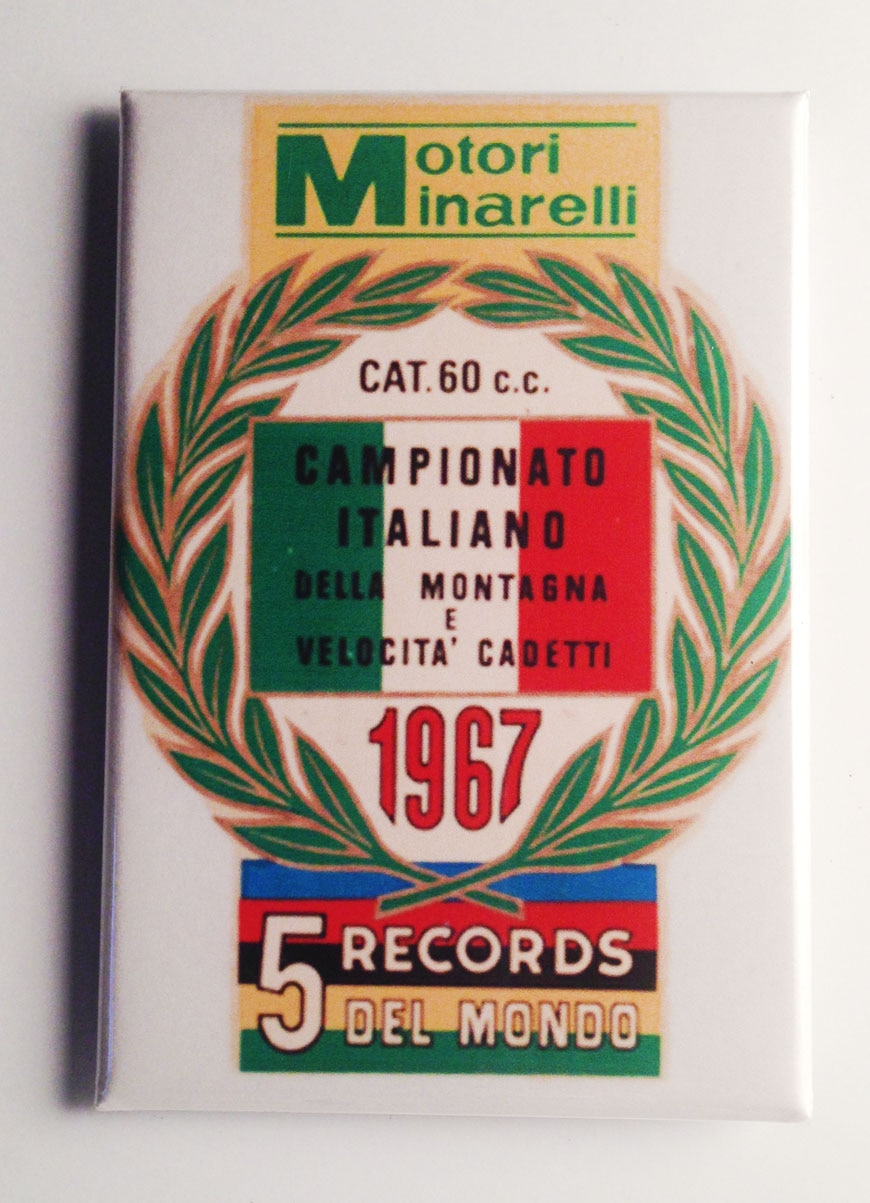 Motori
Minarelli
CAT. 60 c.c.
CAMPIONATO
ITALIANO
DELLA MONTAGNA
E
VELOCITA' CADETTI
1967
5 RECORDS
DEL MONDO